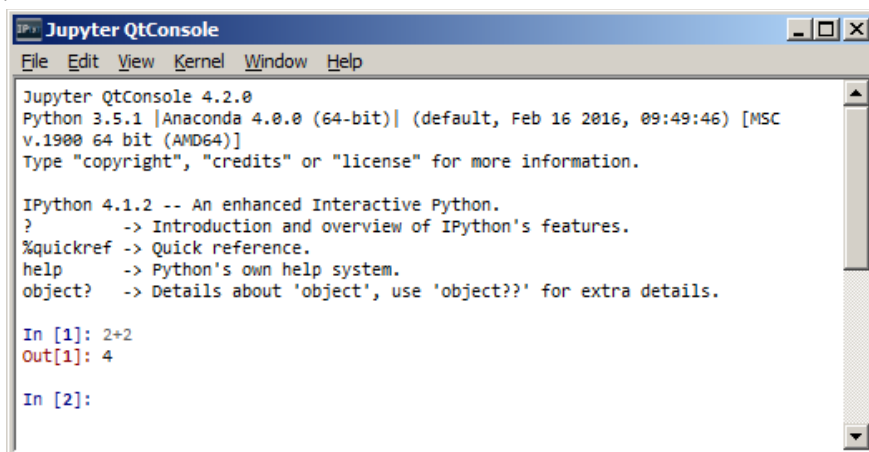 IP[y]: Jupyter QtConsole
File Edit View Kernel Window Help
Jupyter QtConsole 4.2.0
Python 3.5.1 |Anaconda 4.0.0 (64-bit)| (default, Feb 16 2016, 09:49:46) [MSC
v.1900 64 bit (AMD64)]
Type "copyright", "credits" or "license" for more information.
IPython 4.1.2 -- An enhanced Interactive Python.
? -> Introduction and overview of IPython's features.
%quickref -> Quick reference.
help -> Python's own help system.
object? -> Details about 'object', use 'object??' for extra details.
In [1]: 2+2
Out[1]: 4
In [2]: